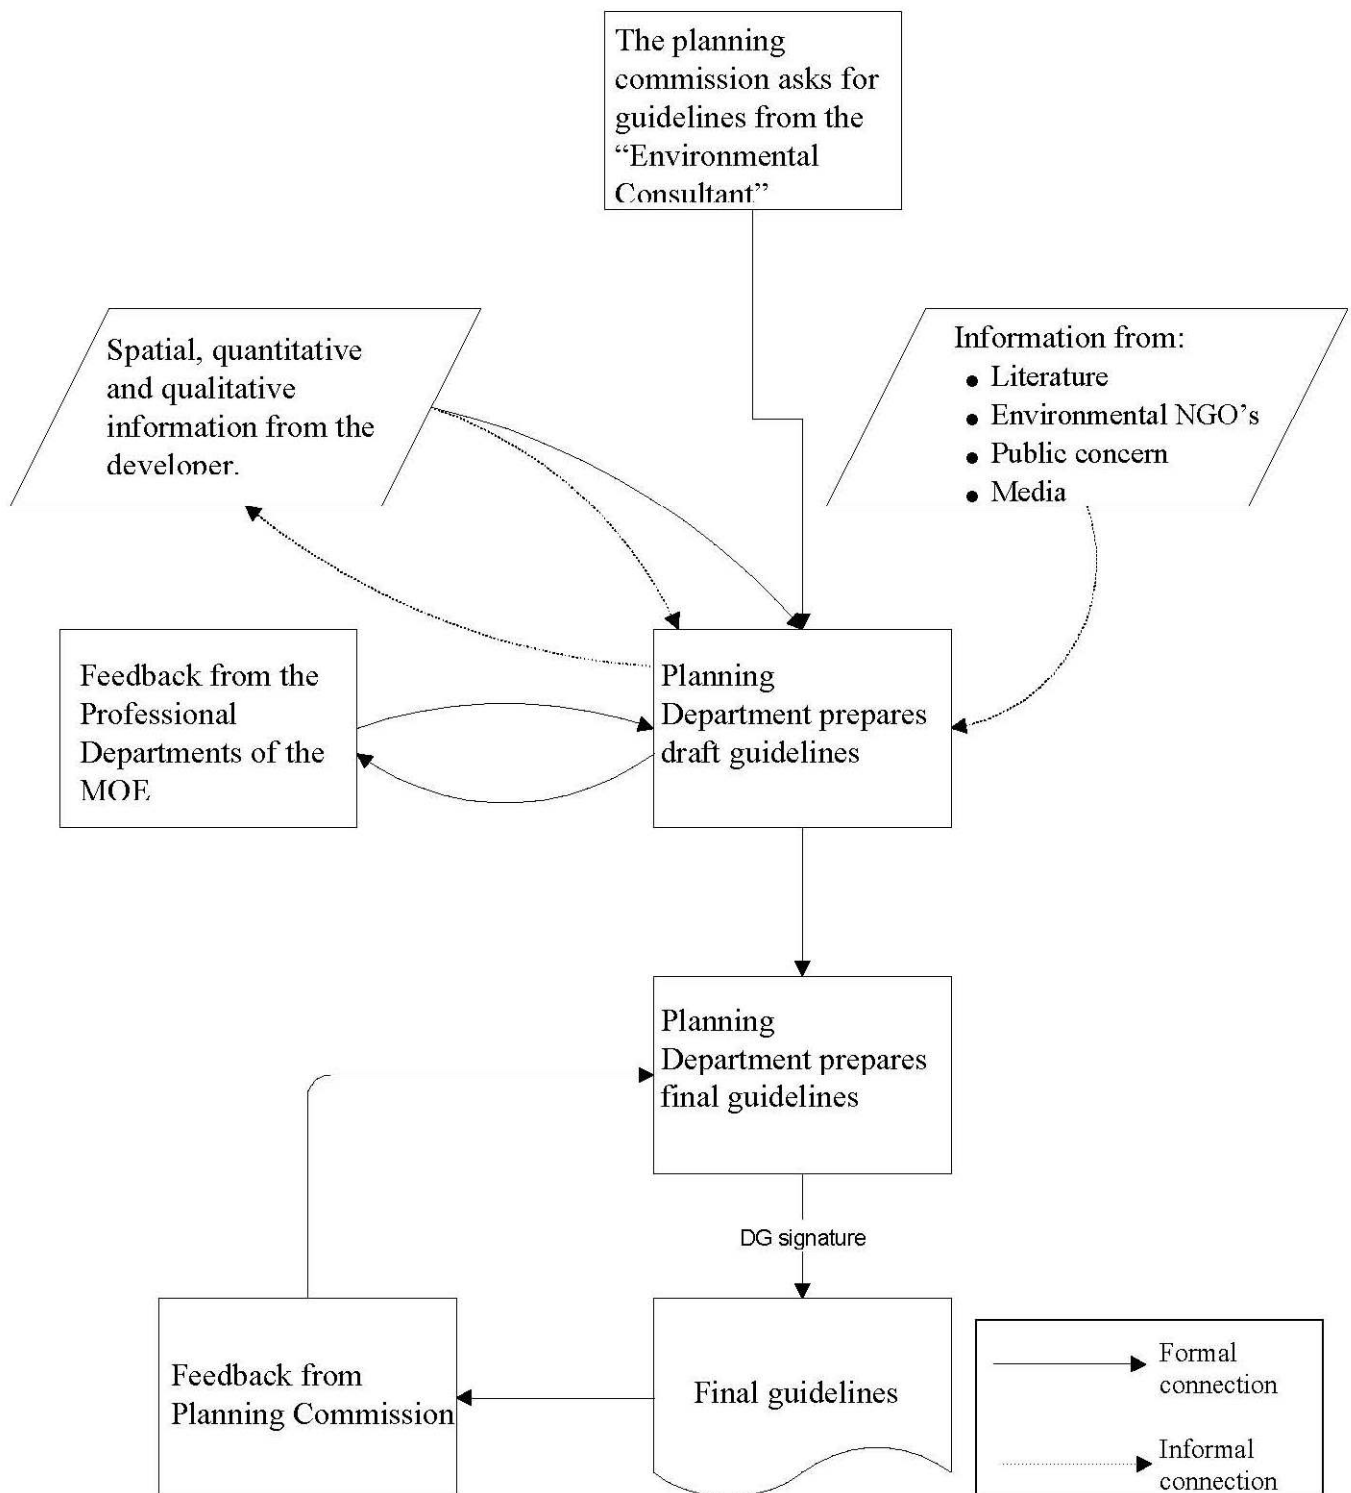 The planning
commission asks for
guidelines from the
“Environmental
Consultant”
Spatial, quantitative
and qualitative
information from the
developer.
Information from:
● Literature
● Environmental NGO’s
● Public concern
● Media
Feedback from the
Professional
Departments of the
MOE
Planning
Department prepares
draft guidelines
Planning
Department prepares
final guidelines
DG signature
Feedback from
Planning Commission
Final guidelines
Formal
connection
Informal
connection